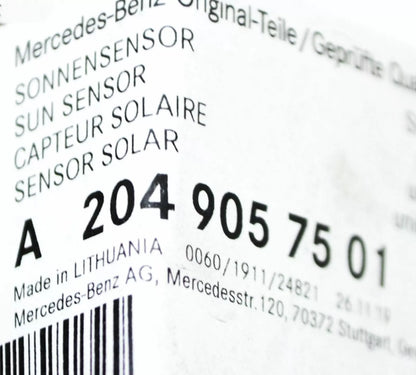 Mercedes-Benz Original-Teile/Geprüfte
SONNENSENSOR
SUN SENSOR
CAPTEUR SOLAIRE
SENSOR SOLAR
A 204 905 75 01
Made in LITHUANIA 0060/1911/24821 26.11.19
Mercedes-Benz AG, Mercedesstr.120, 70372 Stuttgart,